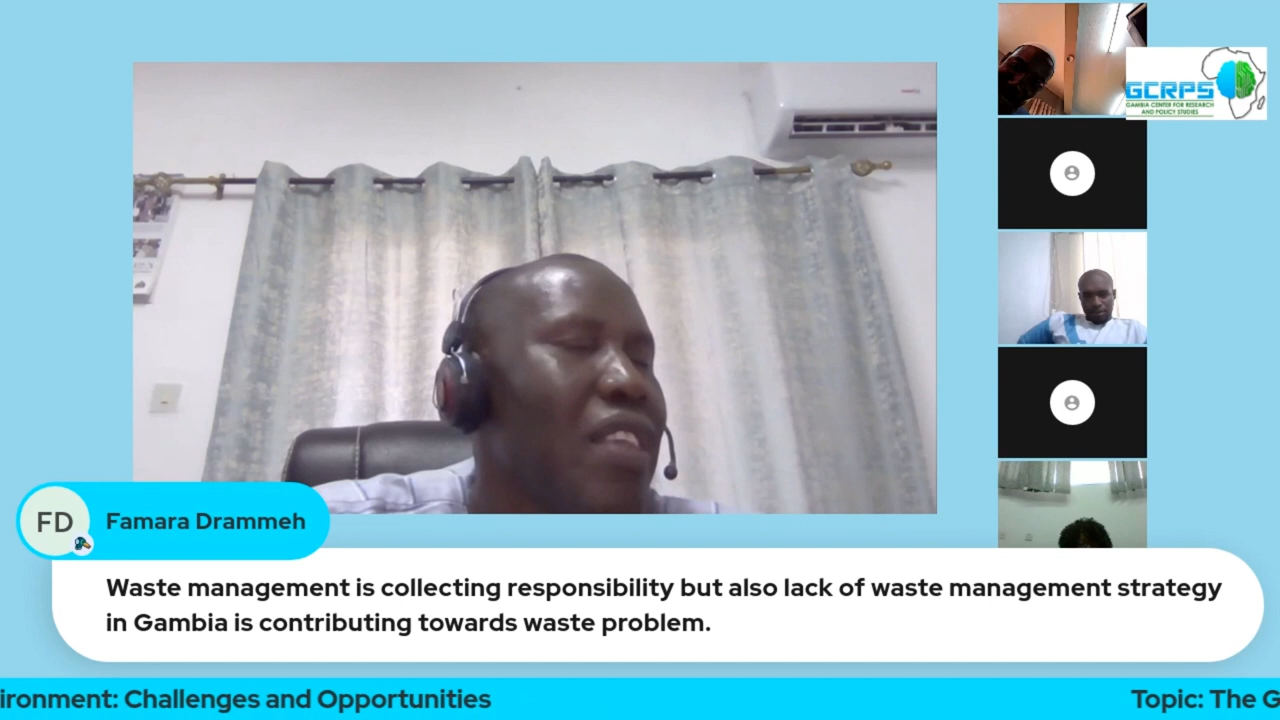 GCRPS
GAMBIA CENTER FOR RESEARCH
AND POLICY STUDIES
FD
Famara Drammeh
Waste management is collecting responsibility but also lack of waste management strategy
in Gambia is contributing towards waste problem.
ironment: Challenges and Opportunities
Topic: The G